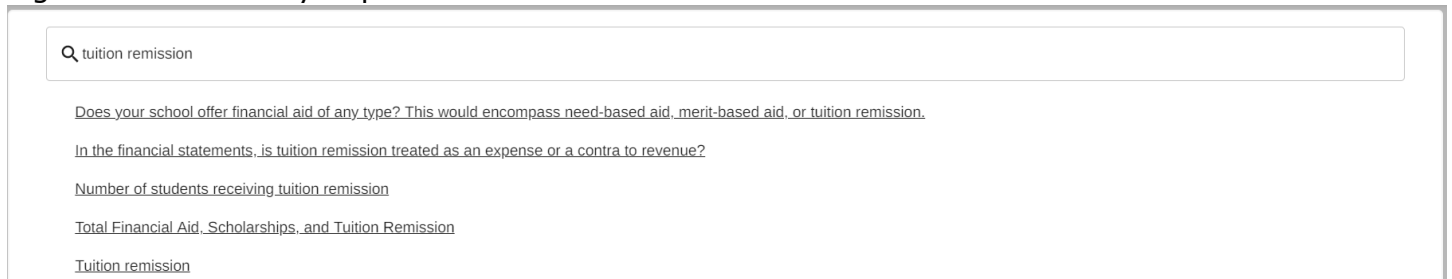 tuition remission
Does your school offer financial aid of any type? This would encompass need-based aid, merit-based aid, or tuition remission.
In the financial statements, is tuition remission treated as an expense or a contra to revenue?
Number of students receiving tuition remission
Total Financial Aid, Scholarships, and Tuition Remission
Tuition remission